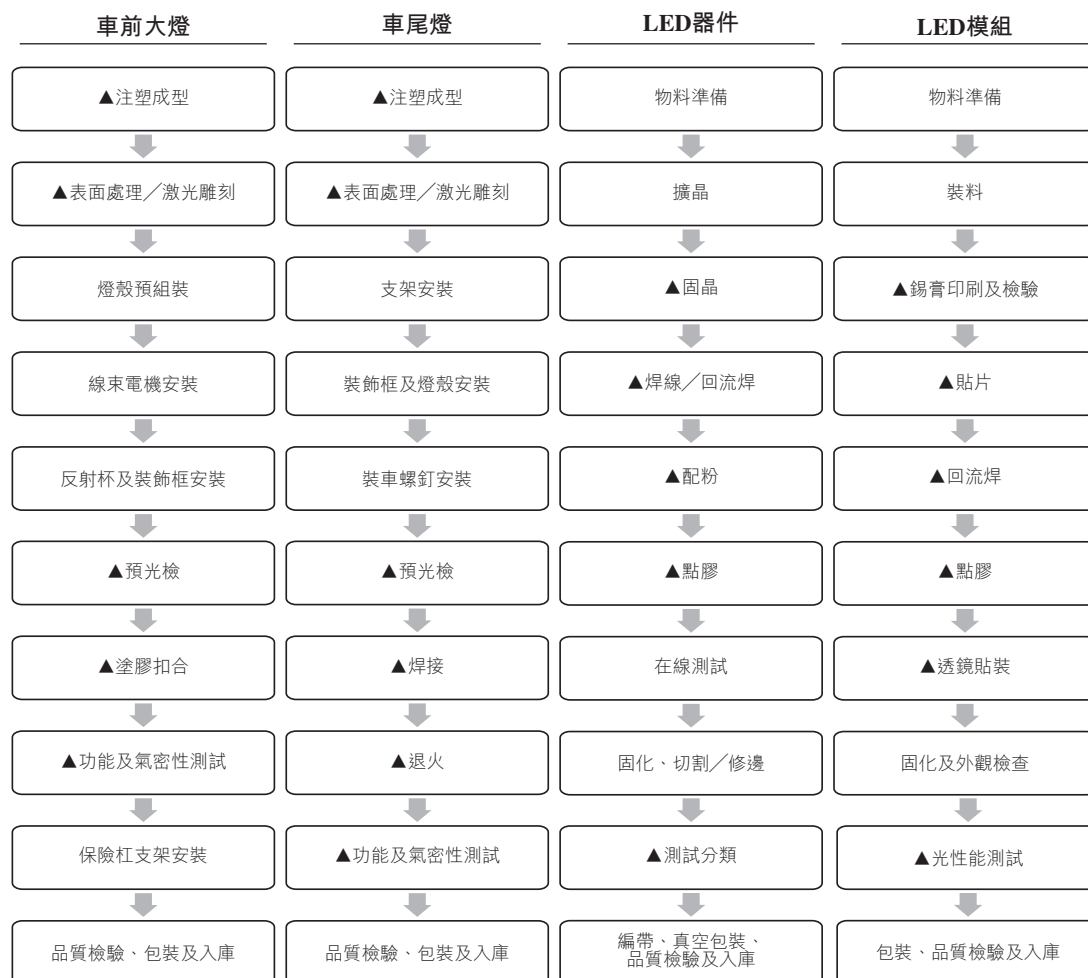 車前大燈
▲注塑成型
▲表面處理／激光雕刻
燈殼預組裝
線束電機安裝
反射杯及裝飾框安裝
▲預光檢
▲塗膠扣合
▲功能及氣密性測試
保險杠支架安裝
品質檢驗、包裝及入庫
車尾燈
▲注塑成型
▲表面處理／激光雕刻
支架安裝
裝飾框及燈殼安裝
裝車螺釘安裝
▲預光檢
▲焊接
▲退火
▲功能及氣密性測試
品質檢驗、包裝及入庫
LED器件
物料準備
擴晶
▲固晶
▲焊線／回流焊
▲配粉
▲點膠
在線測試
固化、切割／修邊
▲測試分類
編帶、真空包裝、
品質檢驗及入庫
LED模組
物料準備
裝料
▲錫膏印刷及檢驗
▲貼片
▲回流焊
▲點膠
▲透鏡貼裝
固化及外觀檢查
▲光性能測試
包裝、品質檢驗及入庫